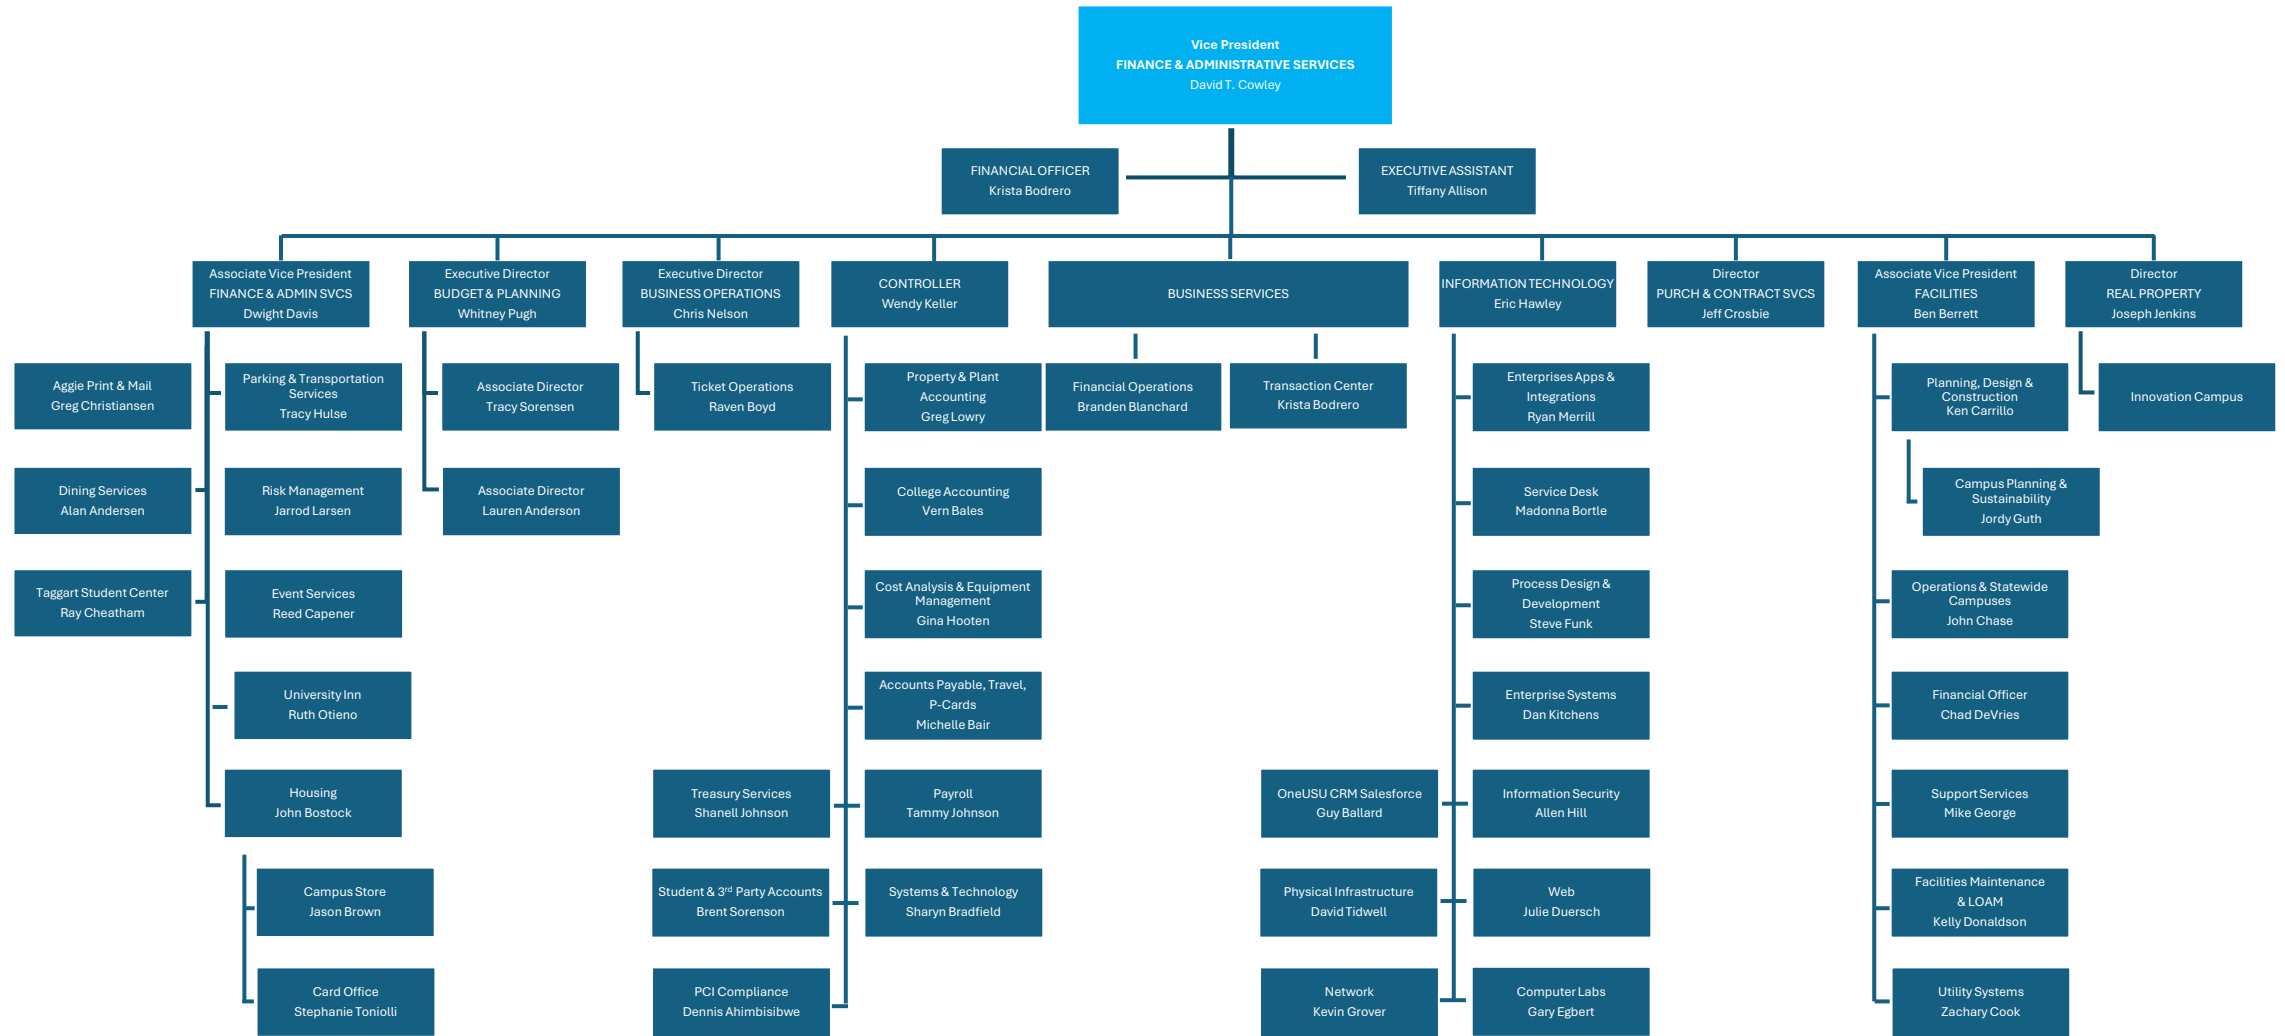 Vice President
FINANCE & ADMINISTRATIVE SERVICES
David T. Cowley
FINANCIAL OFFICER
Krista Bodrero
EXECUTIVE ASSISTANT
Tiffany Allison
Associate Vice President
FINANCE & ADMIN SVCS
Dwight Davis
Executive Director
BUDGET & PLANNING
Whitney Pugh
Executive Director
BUSINESS OPERATIONS
Chris Nelson
CONTROLLER
Wendy Keller
BUSINESS SERVICES
INFORMATION TECHNOLOGY
Eric Hawley
Director
PURCH & CONTRACT SVCS
Jeff Crosbie
Associate Vice President
FACILITIES
Ben Berrett
Director
REAL PROPERTY
Joseph Jenkins
Aggie Print & Mail
Greg Christiansen
Parking & Transportation
Services
Tracy Hulse
Associate Director
Tracy Sorensen
Ticket Operations
Raven Boyd
Property & Plant
Accounting
Greg Lowry
Financial Operations
Branden Blanchard
Transaction Center
Krista Bodrero
Enterprises Apps &
Integrations
Ryan Merrill
Planning, Design &
Construction
Ken Carrillo
Innovation Campus
Dining Services
Alan Andersen
Risk Management
Jarrod Larsen
Associate Director
Lauren Anderson
College Accounting
Vern Bales
Service Desk
Madonna Bortle
Campus Planning &
Sustainability
Jordy Guth
Taggart Student Center
Ray Cheatham
Event Services
Reed Capener
Cost Analysis & Equipment
Management
Gina Hooten
Process Design &
Development
Steve Funk
Operations & Statewide
Campuses
John Chase
University Inn
Ruth Otieno
Accounts Payable, Travel,
P-Cards
Michelle Bair
Enterprise Systems
Dan Kitchens
Financial Officer
Chad DeVries
Housing
John Bostock
Treasury Services
Shanell Johnson
Payroll
Tammy Johnson
OneUSU CRM Salesforce
Guy Ballard
Information Security
Allen Hill
Support Services
Mike George
Campus Store
Jason Brown
Student & 3rd Party Accounts
Brent Sorenson
Systems & Technology
Sharyn Bradfield
Physical Infrastructure
David Tidwell
Web
Julie Duersch
Facilities Maintenance
& LOAM
Kelly Donaldson
Card Office
Stephanie Toniolli
PCI Compliance
Dennis Ahimbisibwe
Network
Kevin Grover
Computer Labs
Gary Egbert
Utility Systems
Zachary Cook